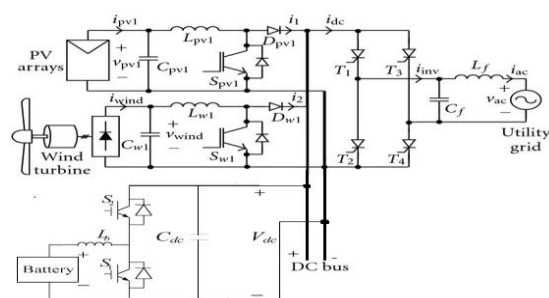 i_pv1 L_pv1 D_pv1 i_1 i_dc
PV
arrays
+
v_pv1
−
C_pv1
S_pv1
T_1 T_3
i_inv L_f i_ac
+
v_ac
−
C_f
Utility
grid
i_wind L_w1 D_w1 i_2
Wind
turbine
C_w1
+
v_wind
−
S_w1
T_2 T_4
S_2
L_b
Battery
+
−
S_1
C_dc
+
V_dc
−
+ -
DC bus